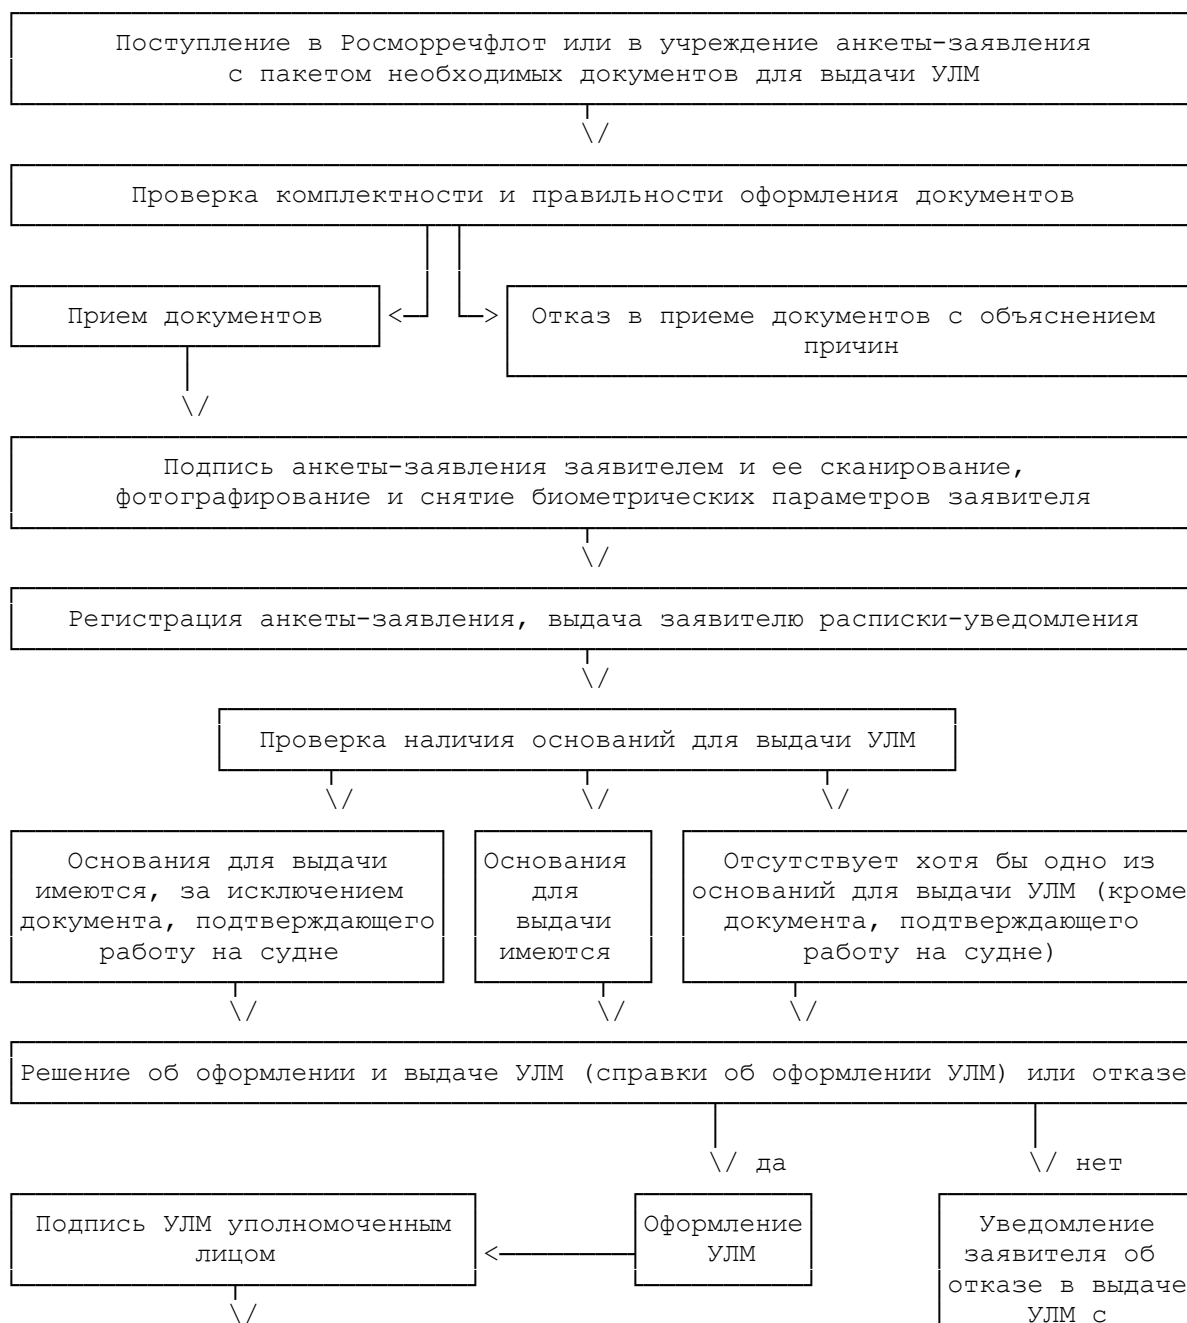 Поступление в Росморречфлот или в учреждение анкеты-заявления
с пакетом необходимых документов для выдачи УЛМ
Проверка комплектности и правильности оформления документов
Прием документов
Отказ в приеме документов с объяснением
причин
Подпись анкеты-заявления заявителем и ее сканирование,
фотографирование и снятие биометрических параметров заявителя
Регистрация анкеты-заявления, выдача заявителю расписки-уведомления
Проверка наличия оснований для выдачи УЛМ
Основания для выдачи
имеются, за исключением
документа, подтверждающего
работу на судне
Основания
для
выдачи
имеются
Отсутствует хотя бы одно из
оснований для выдачи УЛМ (кроме
документа, подтверждающего
работу на судне)
Решение об оформлении и выдаче УЛМ (справки об оформлении УЛМ) или отказе
да
нет
Подпись УЛМ уполномоченным
лицом
Оформление
УЛМ
Уведомление
заявителя об
отказе в выдаче
УЛМ с